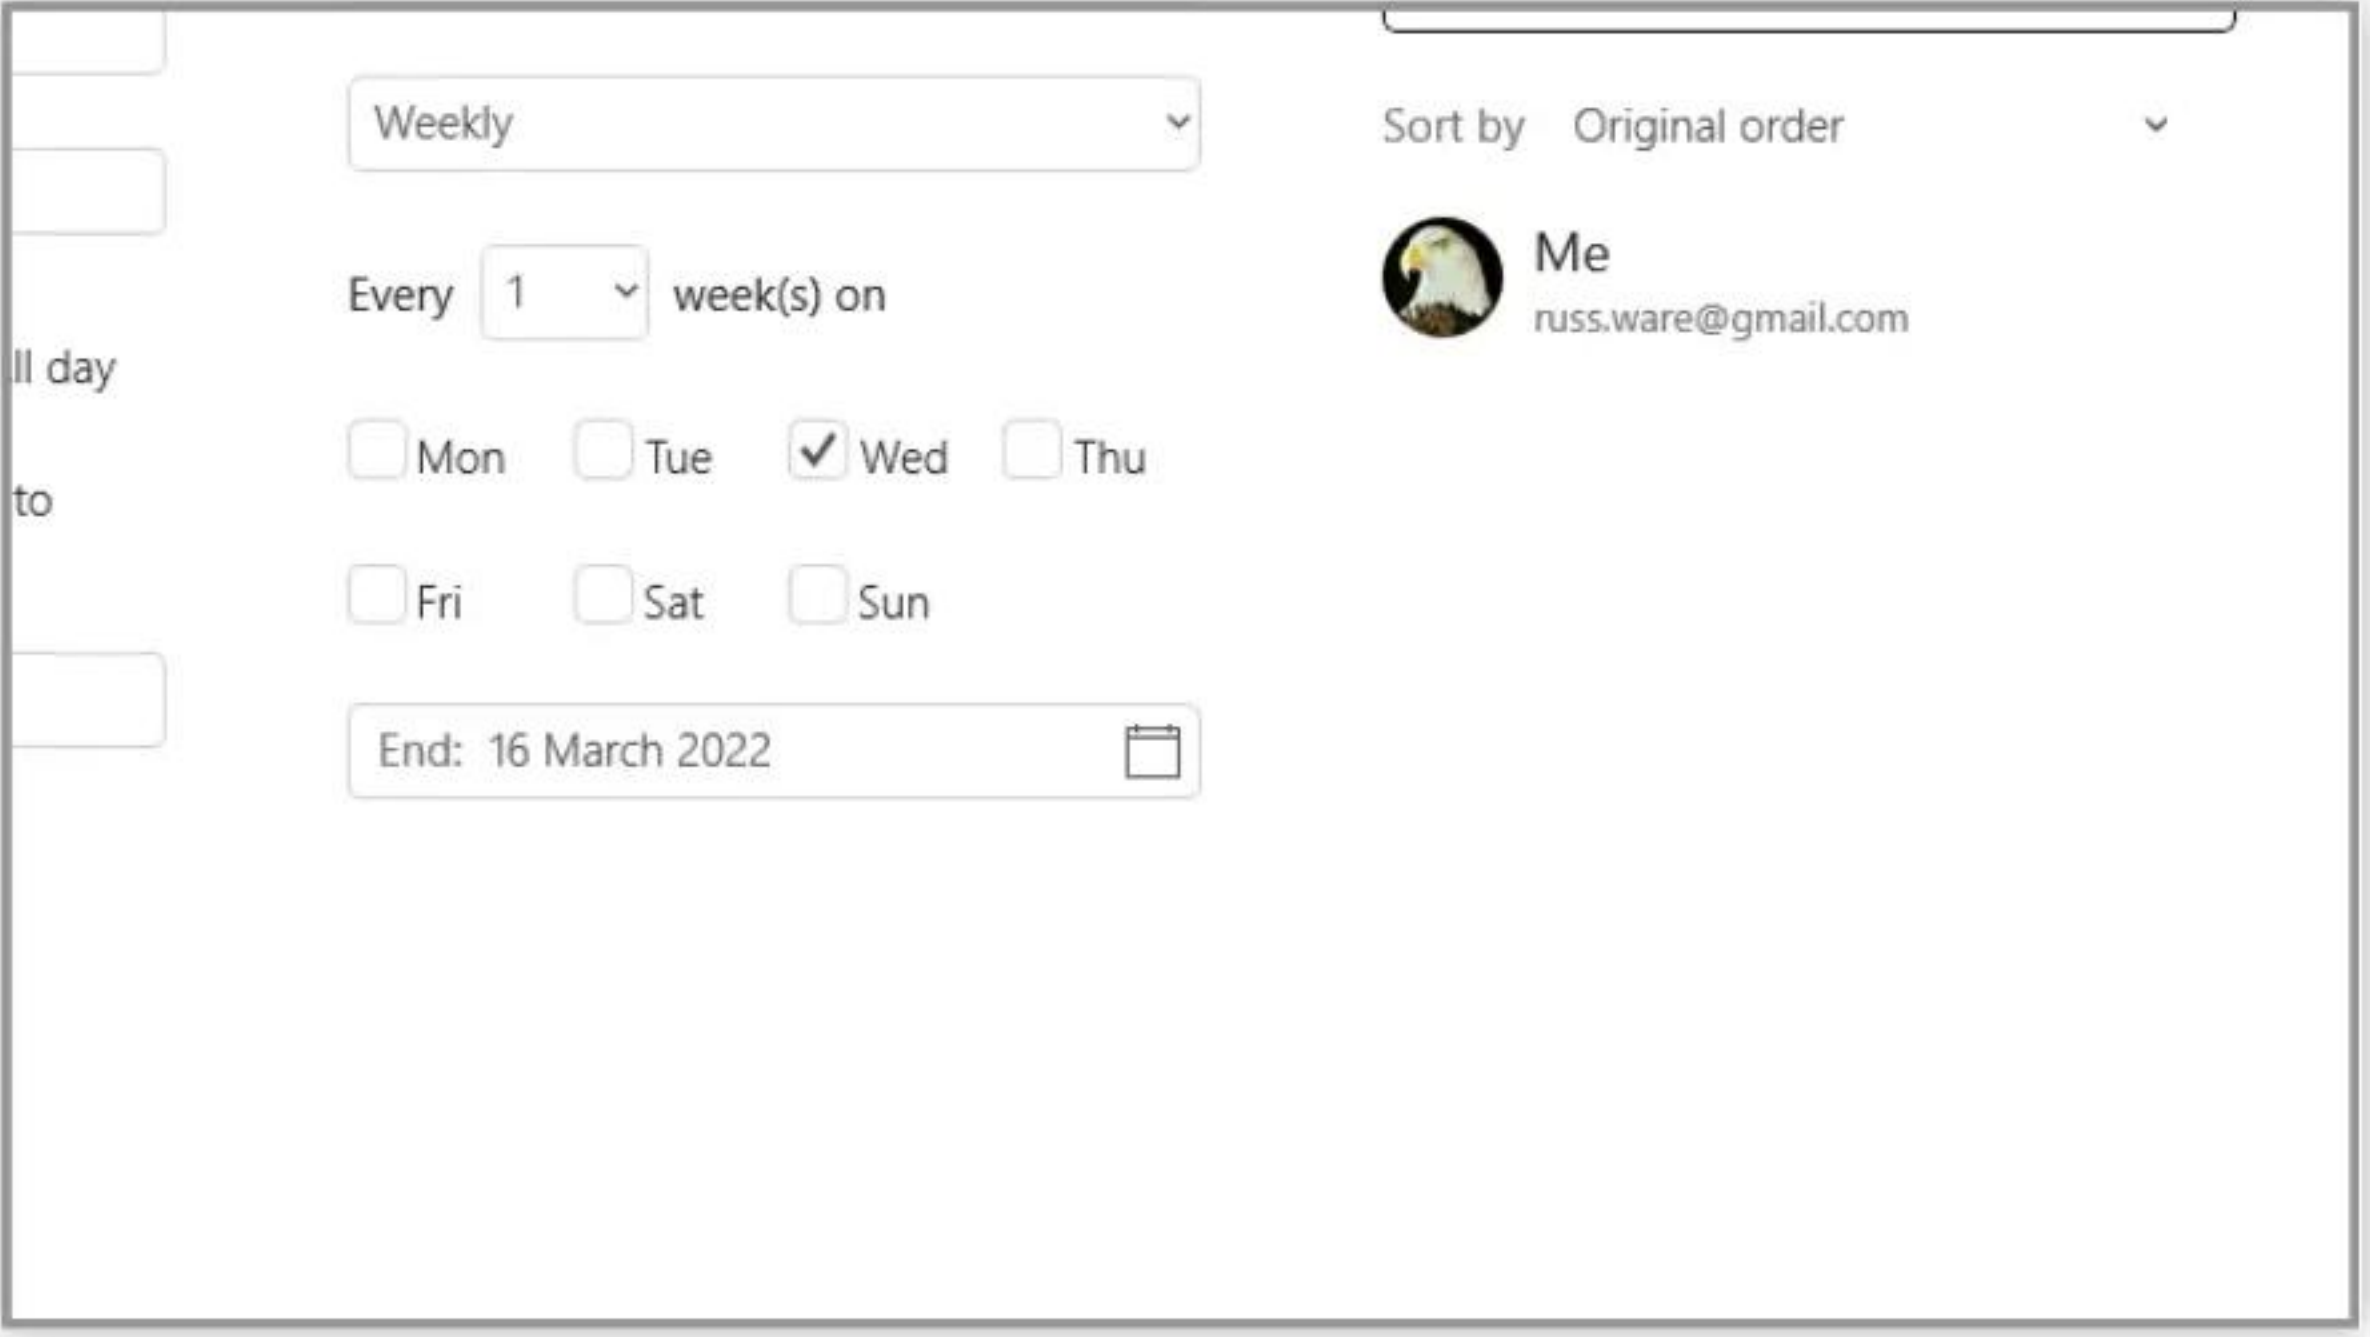 Weekly
Every 1 week(s) on
ll day
Mon Tue Wed Thu
to
Fri Sat Sun
End: 16 March 2022
Sort by Original order
Me
russ.ware@gmail.com